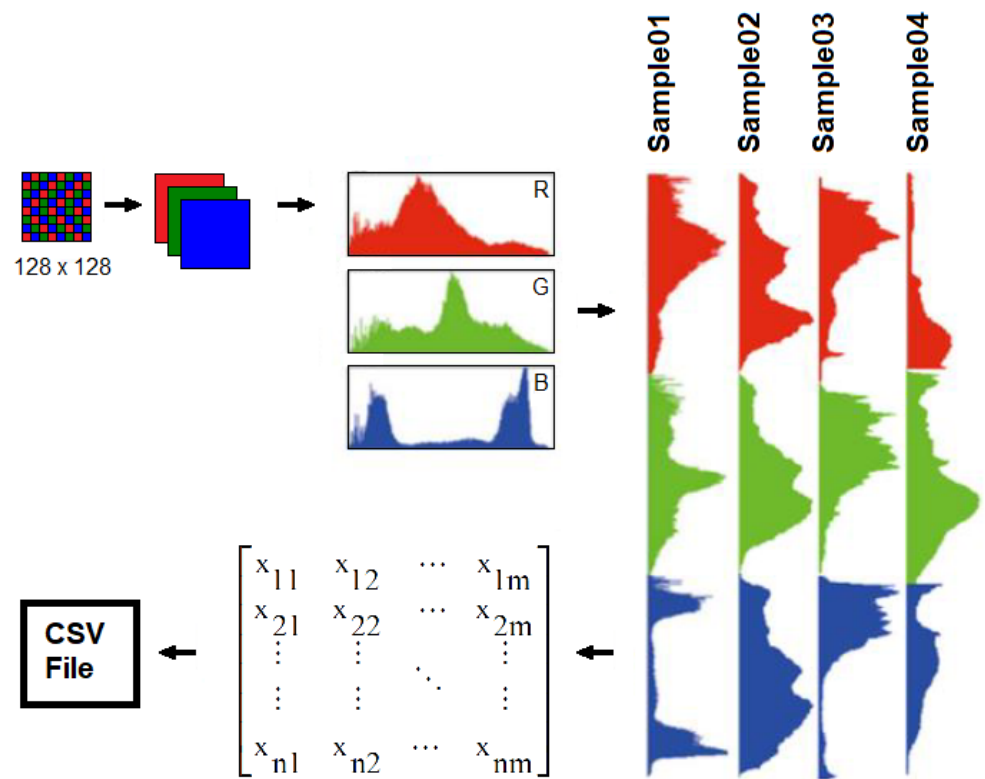 Sample01
Sample02
Sample03
Sample04
128 x 128
R
G
B
x11 x12 ⋯ x1m
x21 x22 ⋯ x2m
⋮ ⋮ ⋮
⋮ ⋮ ⋱ ⋮
xn1 xn2 ⋯ xnm
CSV
File